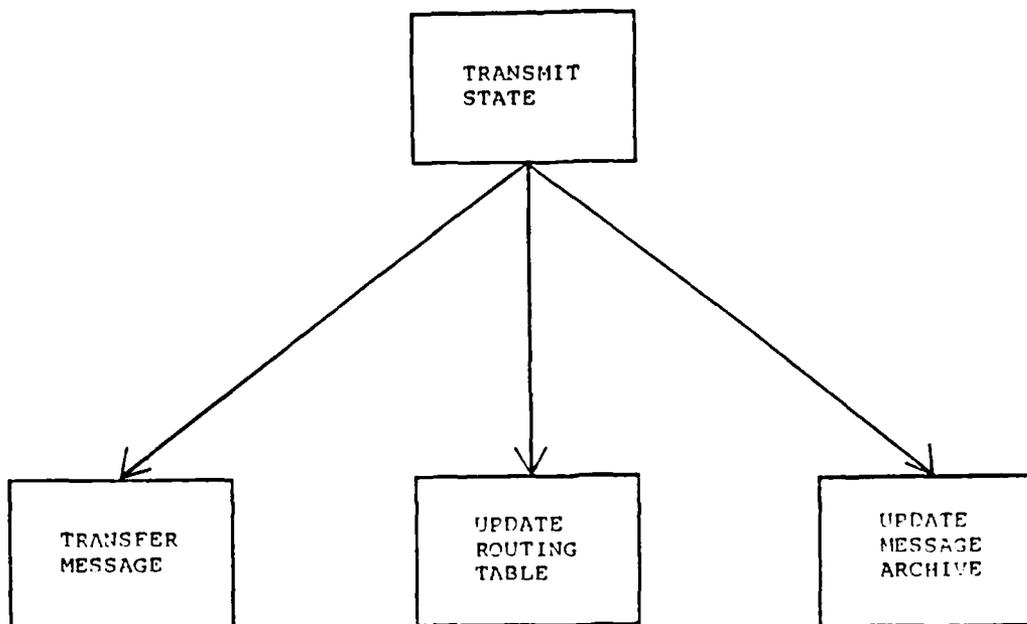 TRANSMIT
STATE
TRANSFER
MESSAGE
UPDATE
ROUTING
TABLE
UPDATE
MESSAGE
ARCHIVE